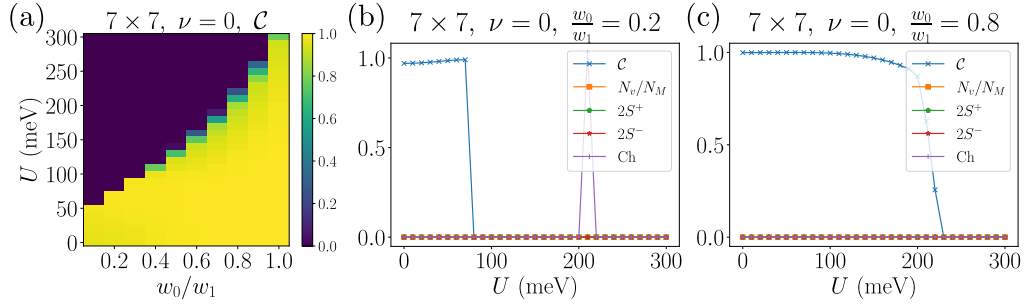 (a) 7 × 7, ν = 0, 𝒞
300
250
200
150
100
50
0
U (meV)
0.2 0.4 0.6 0.8 1.0
w₀/w₁
1.0
0.8
0.6
0.4
0.2
0.0
(b) 7 × 7, ν = 0, w₀/w₁ = 0.2
1.0
0.5
0.0
0 100 200 300
U (meV)
𝒞
N_v/N_M
2S⁺
2S⁻
Ch
(c) 7 × 7, ν = 0, w₀/w₁ = 0.8
1.0
0.5
0.0
0 100 200 300
U (meV)
𝒞
N_v/N_M
2S⁺
2S⁻
Ch